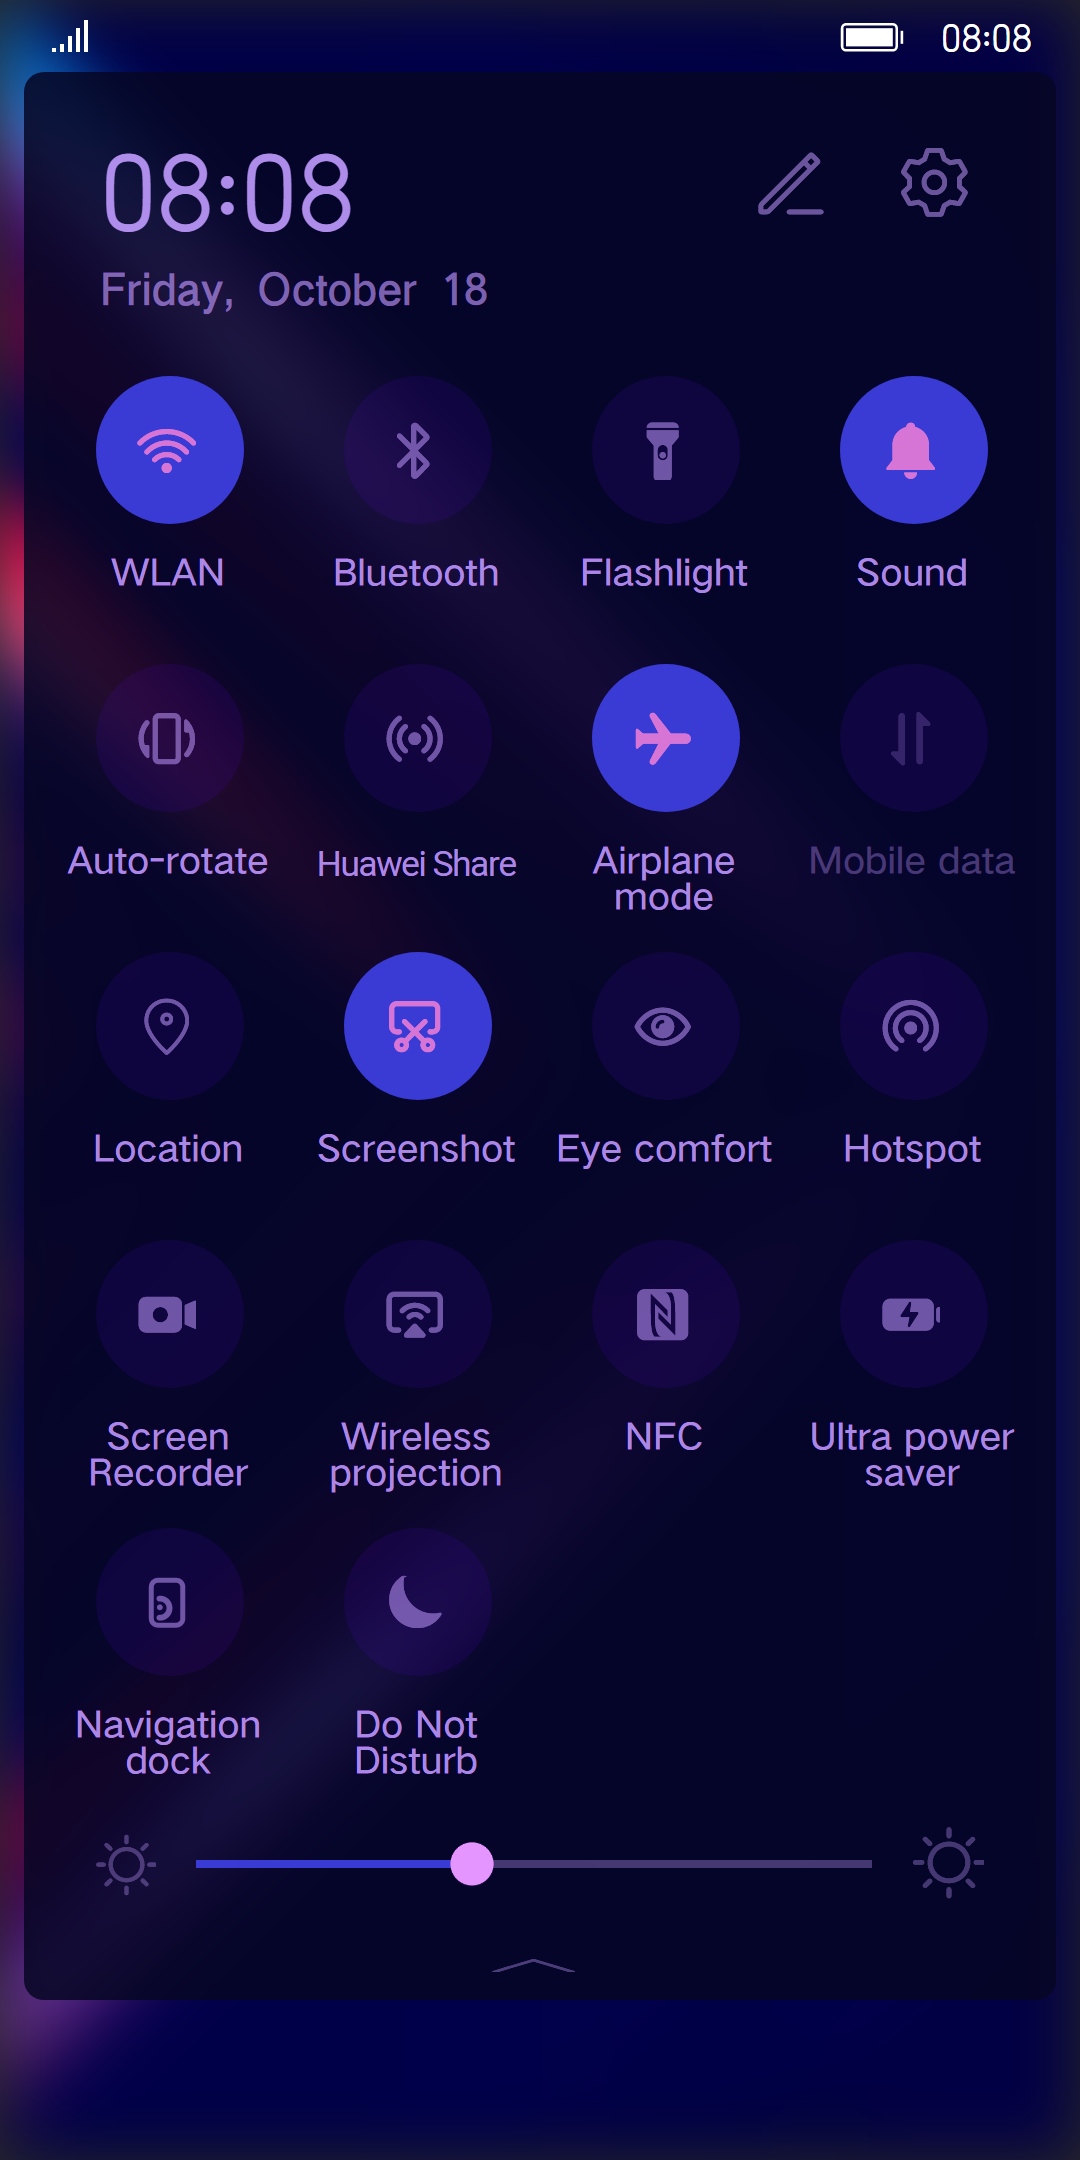 08:08
08:08
Friday, October 18
WLAN
Bluetooth
Flashlight
Sound
Auto-rotate
Huawei Share
Airplane
mode
Mobile data
Location
Screenshot
Eye comfort
Hotspot
Screen
Recorder
Wireless
projection
NFC
Ultra power
saver
Navigation
dock
Do Not
Disturb